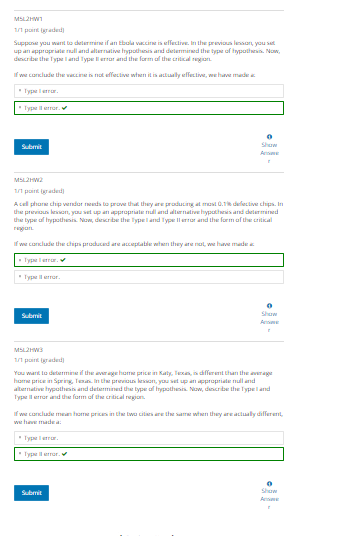 M5L2HW1
1/1 point (graded)
Suppose you want to determine if an Ebola vaccine is effective. In the previous lesson, you set
up an appropriate null and alternative hypothesis and determined the type of hypothesis. Now,
describe the Type I and Type II error and the form of the critical region.
If we conclude the vaccine is not effective when it is actually effective, we have made a:
Type I error.
Type II error. ✔
Submit
Show
Answe
r
M5L2HW2
1/1 point (graded)
A cell phone chip vendor needs to prove that they are producing at most 0.1% defective chips. In
the previous lesson, you set up an appropriate null and alternative hypothesis and determined
the type of hypothesis. Now, describe the Type I and Type II error and the form of the critical
region.
If we conclude the chips produced are acceptable when they are not, we have made a:
Type I error. ✔
Type II error.
Submit
Show
Answe
r
M5L2HW3
1/1 point (graded)
You want to determine if the average home price in Katy, Texas, is different than the average
home price in Spring, Texas. In the previous lesson, you set up an appropriate null and
alternative hypothesis and determined the type of hypothesis. Now, describe the Type I and
Type II error and the form of the critical region.
If we conclude mean home prices in the two cities are the same when they are actually different,
we have made a:
Type I error.
Type II error. ✔
Submit
Show
Answe
r